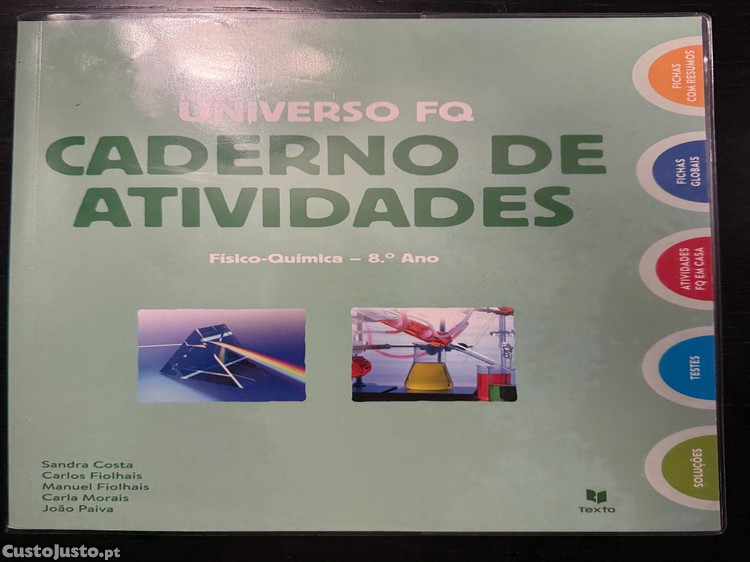 UNIVERSO FQ
CADERNO DE
ATIVIDADES
Físico-Química – 8.º Ano
FICHAS
COM RESUMOS
FICHAS
GLOBAIS
ATIVIDADES
FQ EM CASA
TESTES
SOLUÇÕES
Sandra Costa
Carlos Fiolhais
Manuel Fiolhais
Carla Morais
João Paiva
Texto
CustoJusto.pt